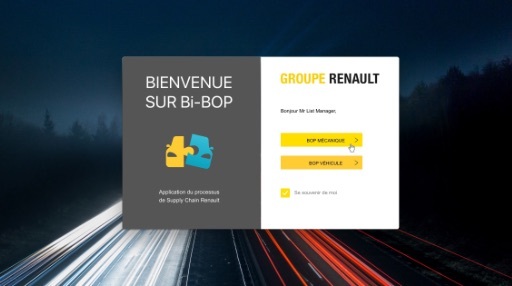 BIENVENUE
SUR Bi-BOP
Application du processus
de Supply Chain Renault
GROUPE RENAULT
Bonjour Mr List Manager,
BOP MÉCANIQUE
BOP VÉHICULE
Se souvenir de moi